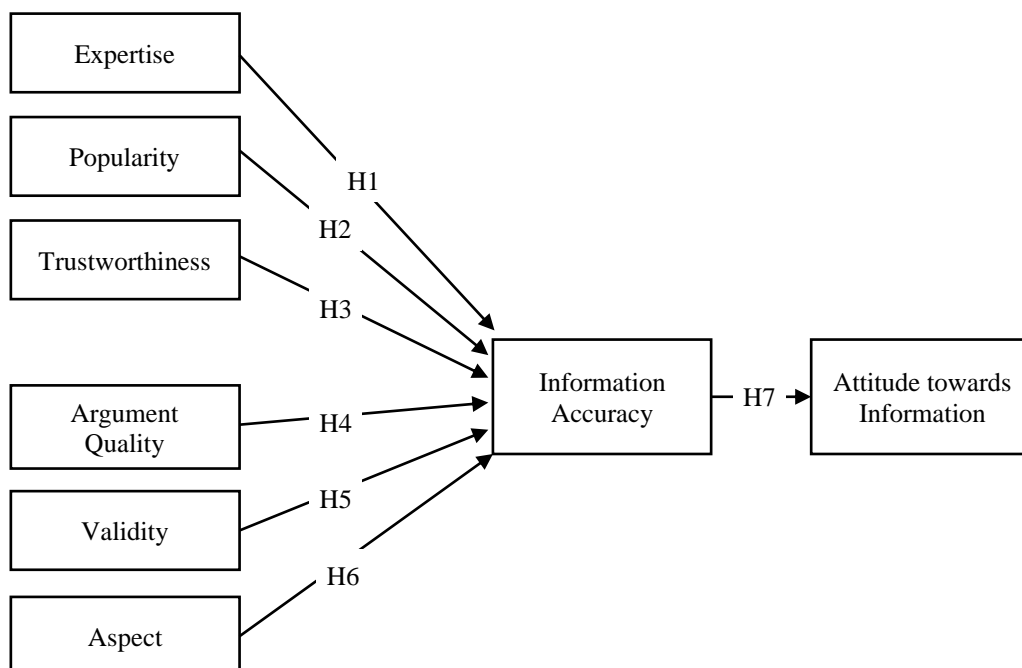 Expertise
Popularity
Trustworthiness
Argument
Quality
Validity
Aspect
H1
H2
H3
H4
H5
H6
Information
Accuracy
H7
Attitude towards
Information